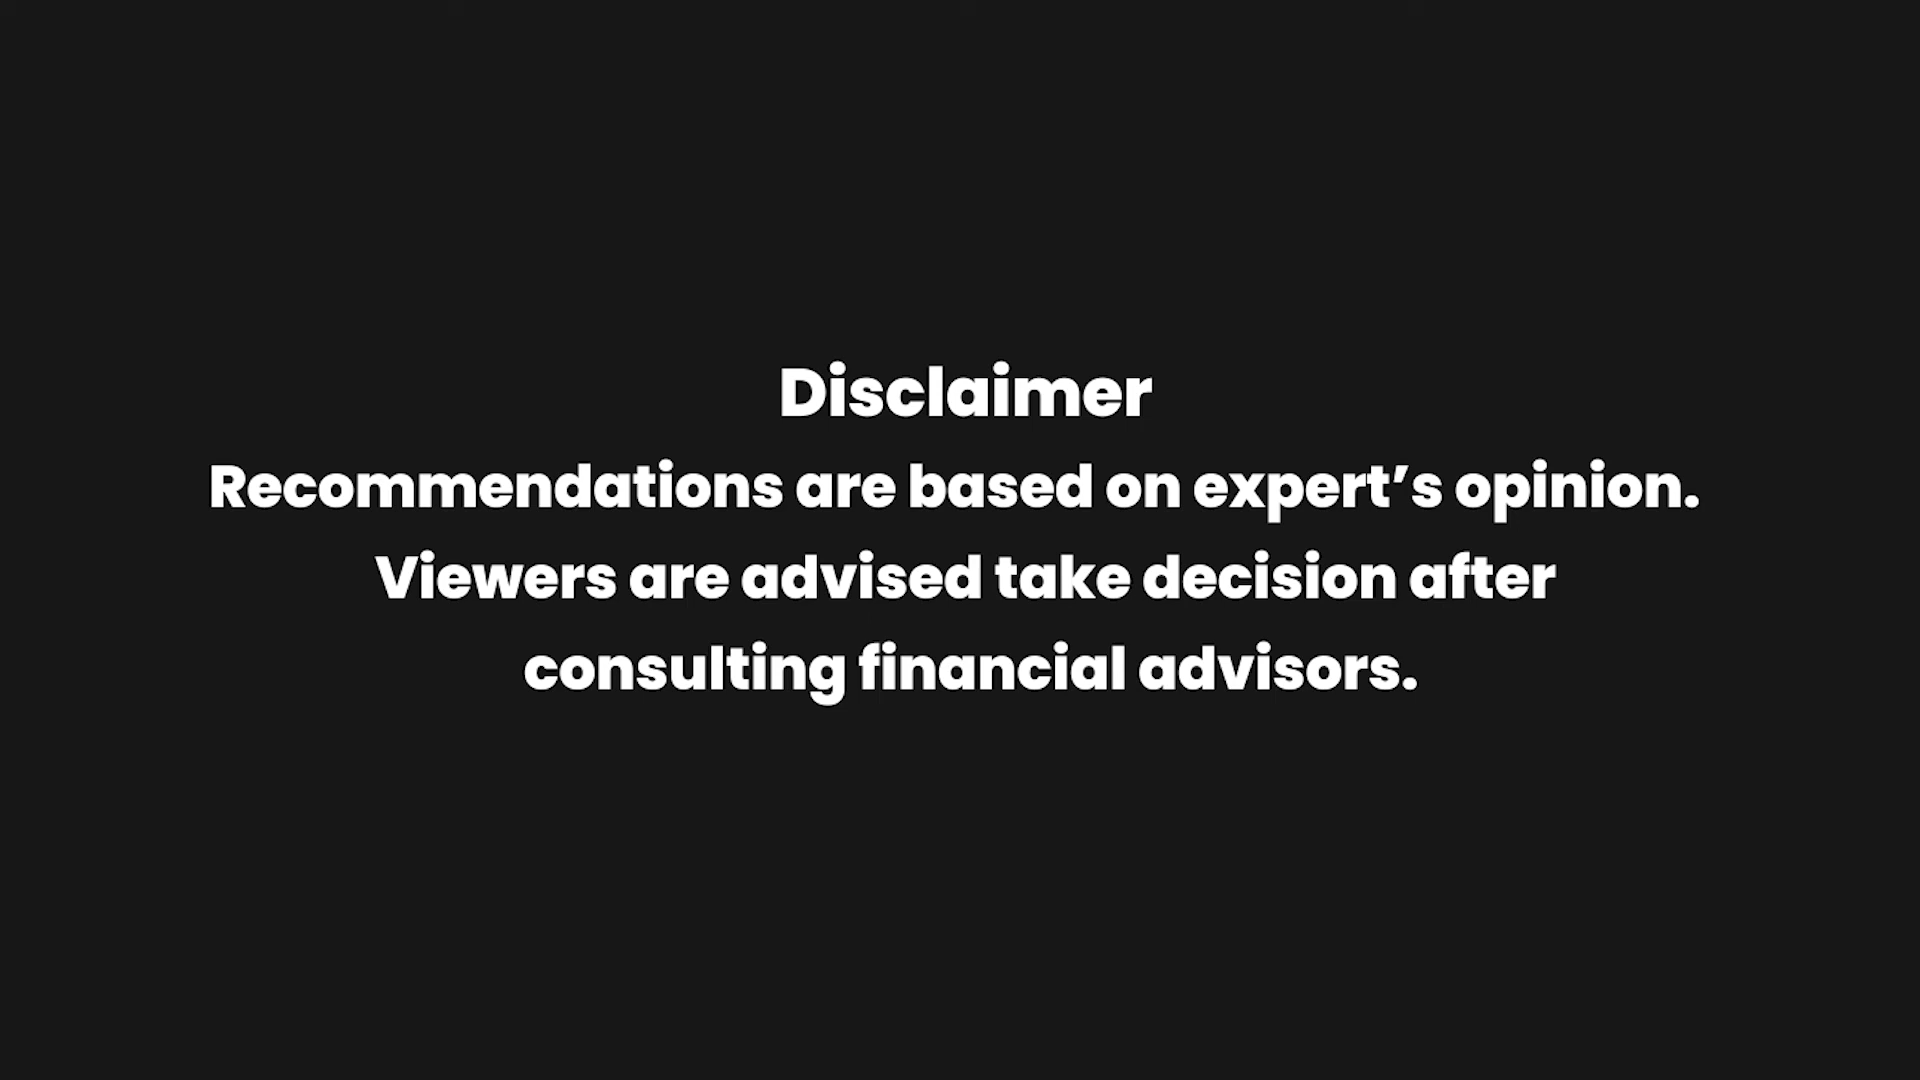 Disclaimer
Recommendations are based on expert’s opinion.
Viewers are advised take decision after
consulting financial advisors.